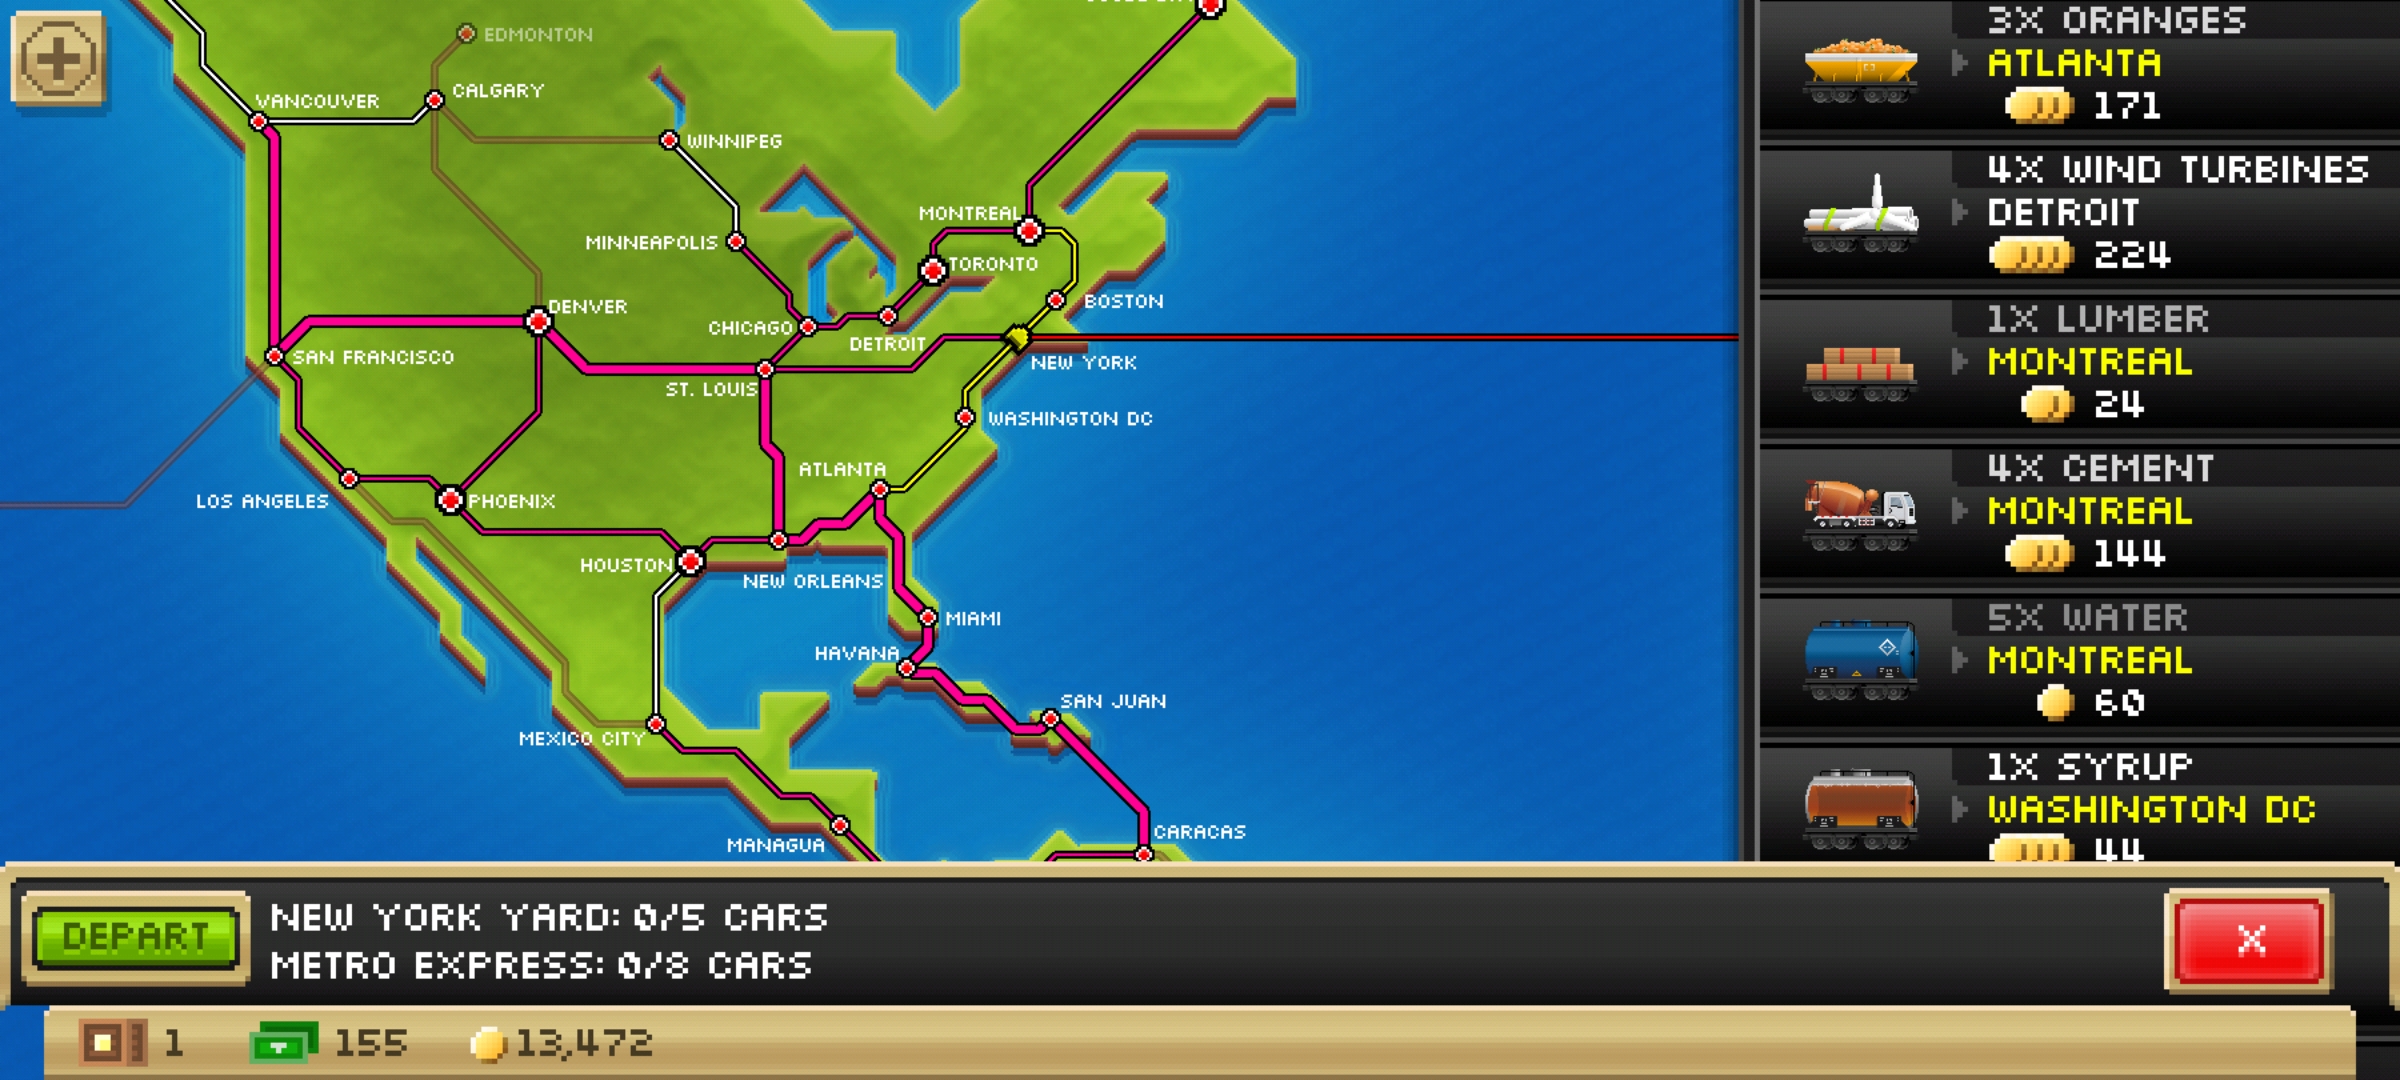 EDMONTON
CALGARY
VANCOUVER
WINNIPEG
MONTREAL
MINNEAPOLIS
TORONTO
BOSTON
DENVER
CHICAGO
DETROIT
SAN FRANCISCO
NEW YORK
ST. LOUIS
WASHINGTON DC
ATLANTA
LOS ANGELES
PHOENIX
HOUSTON
NEW ORLEANS
MIAMI
HAVANA
SAN JUAN
MEXICO CITY
MANAGUA
CARACAS
3X ORANGES
ATLANTA
171
4X WIND TURBINES
DETROIT
224
1X LUMBER
MONTREAL
24
4X CEMENT
MONTREAL
144
5X WATER
MONTREAL
60
1X SYRUP
WASHINGTON DC
44
DEPART
NEW YORK YARD: 0/5 CARS
METRO EXPRESS: 0/8 CARS
X
1
155
13,472